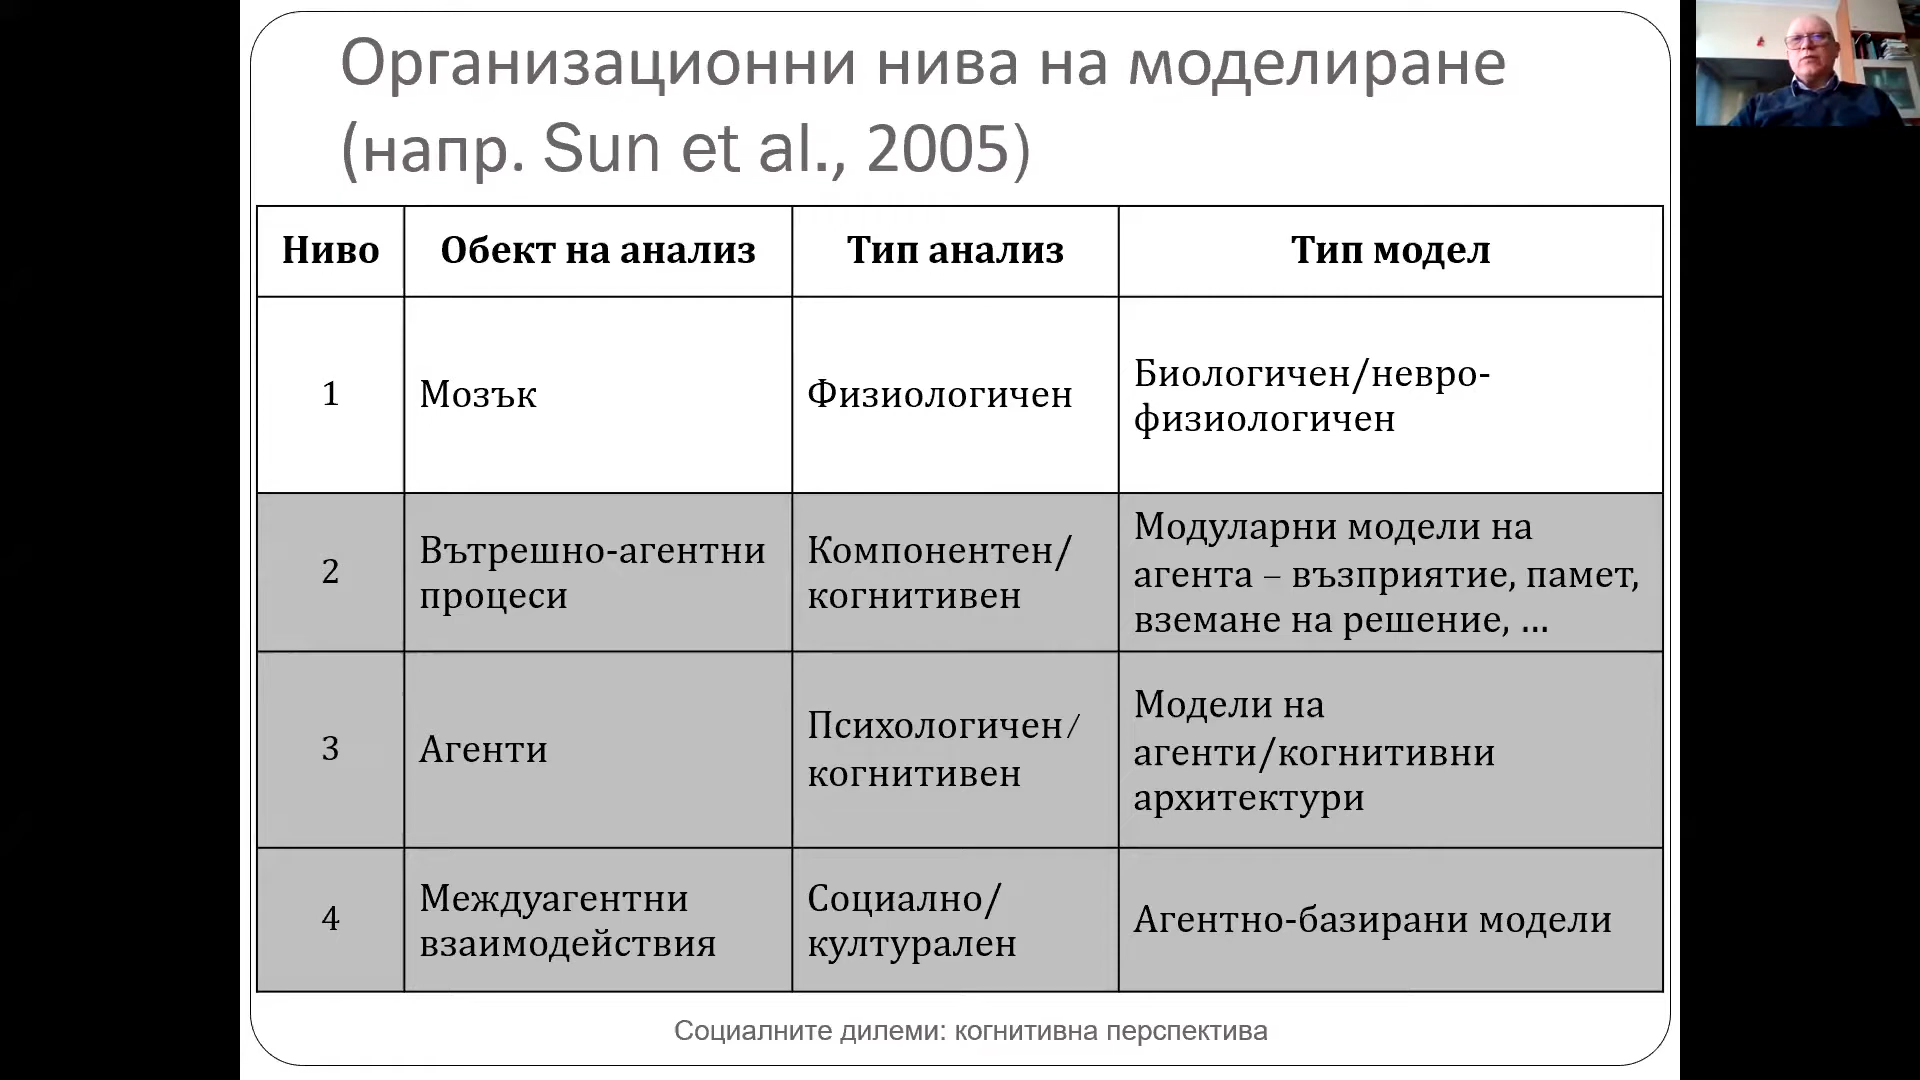 Организационни нива на моделиране
(напр. Sun et al., 2005)
Ниво
Обект на анализ
Тип анализ
Тип модел
1
Мозък
Физиологичен
Биологичен/невро-
физиологичен
2
Вътрешно-агентни
процеси
Компонентен/
когнитивен
Модуларни модели на
агента – възприятие, памет,
вземане на решение, ...
3
Агенти
Психологичен/
когнитивен
Модели на
агенти/когнитивни
архитектури
4
Междуагентни
взаимодействия
Социално/
културален
Агентно-базирани модели
Социалните дилеми: когнитивна перспектива